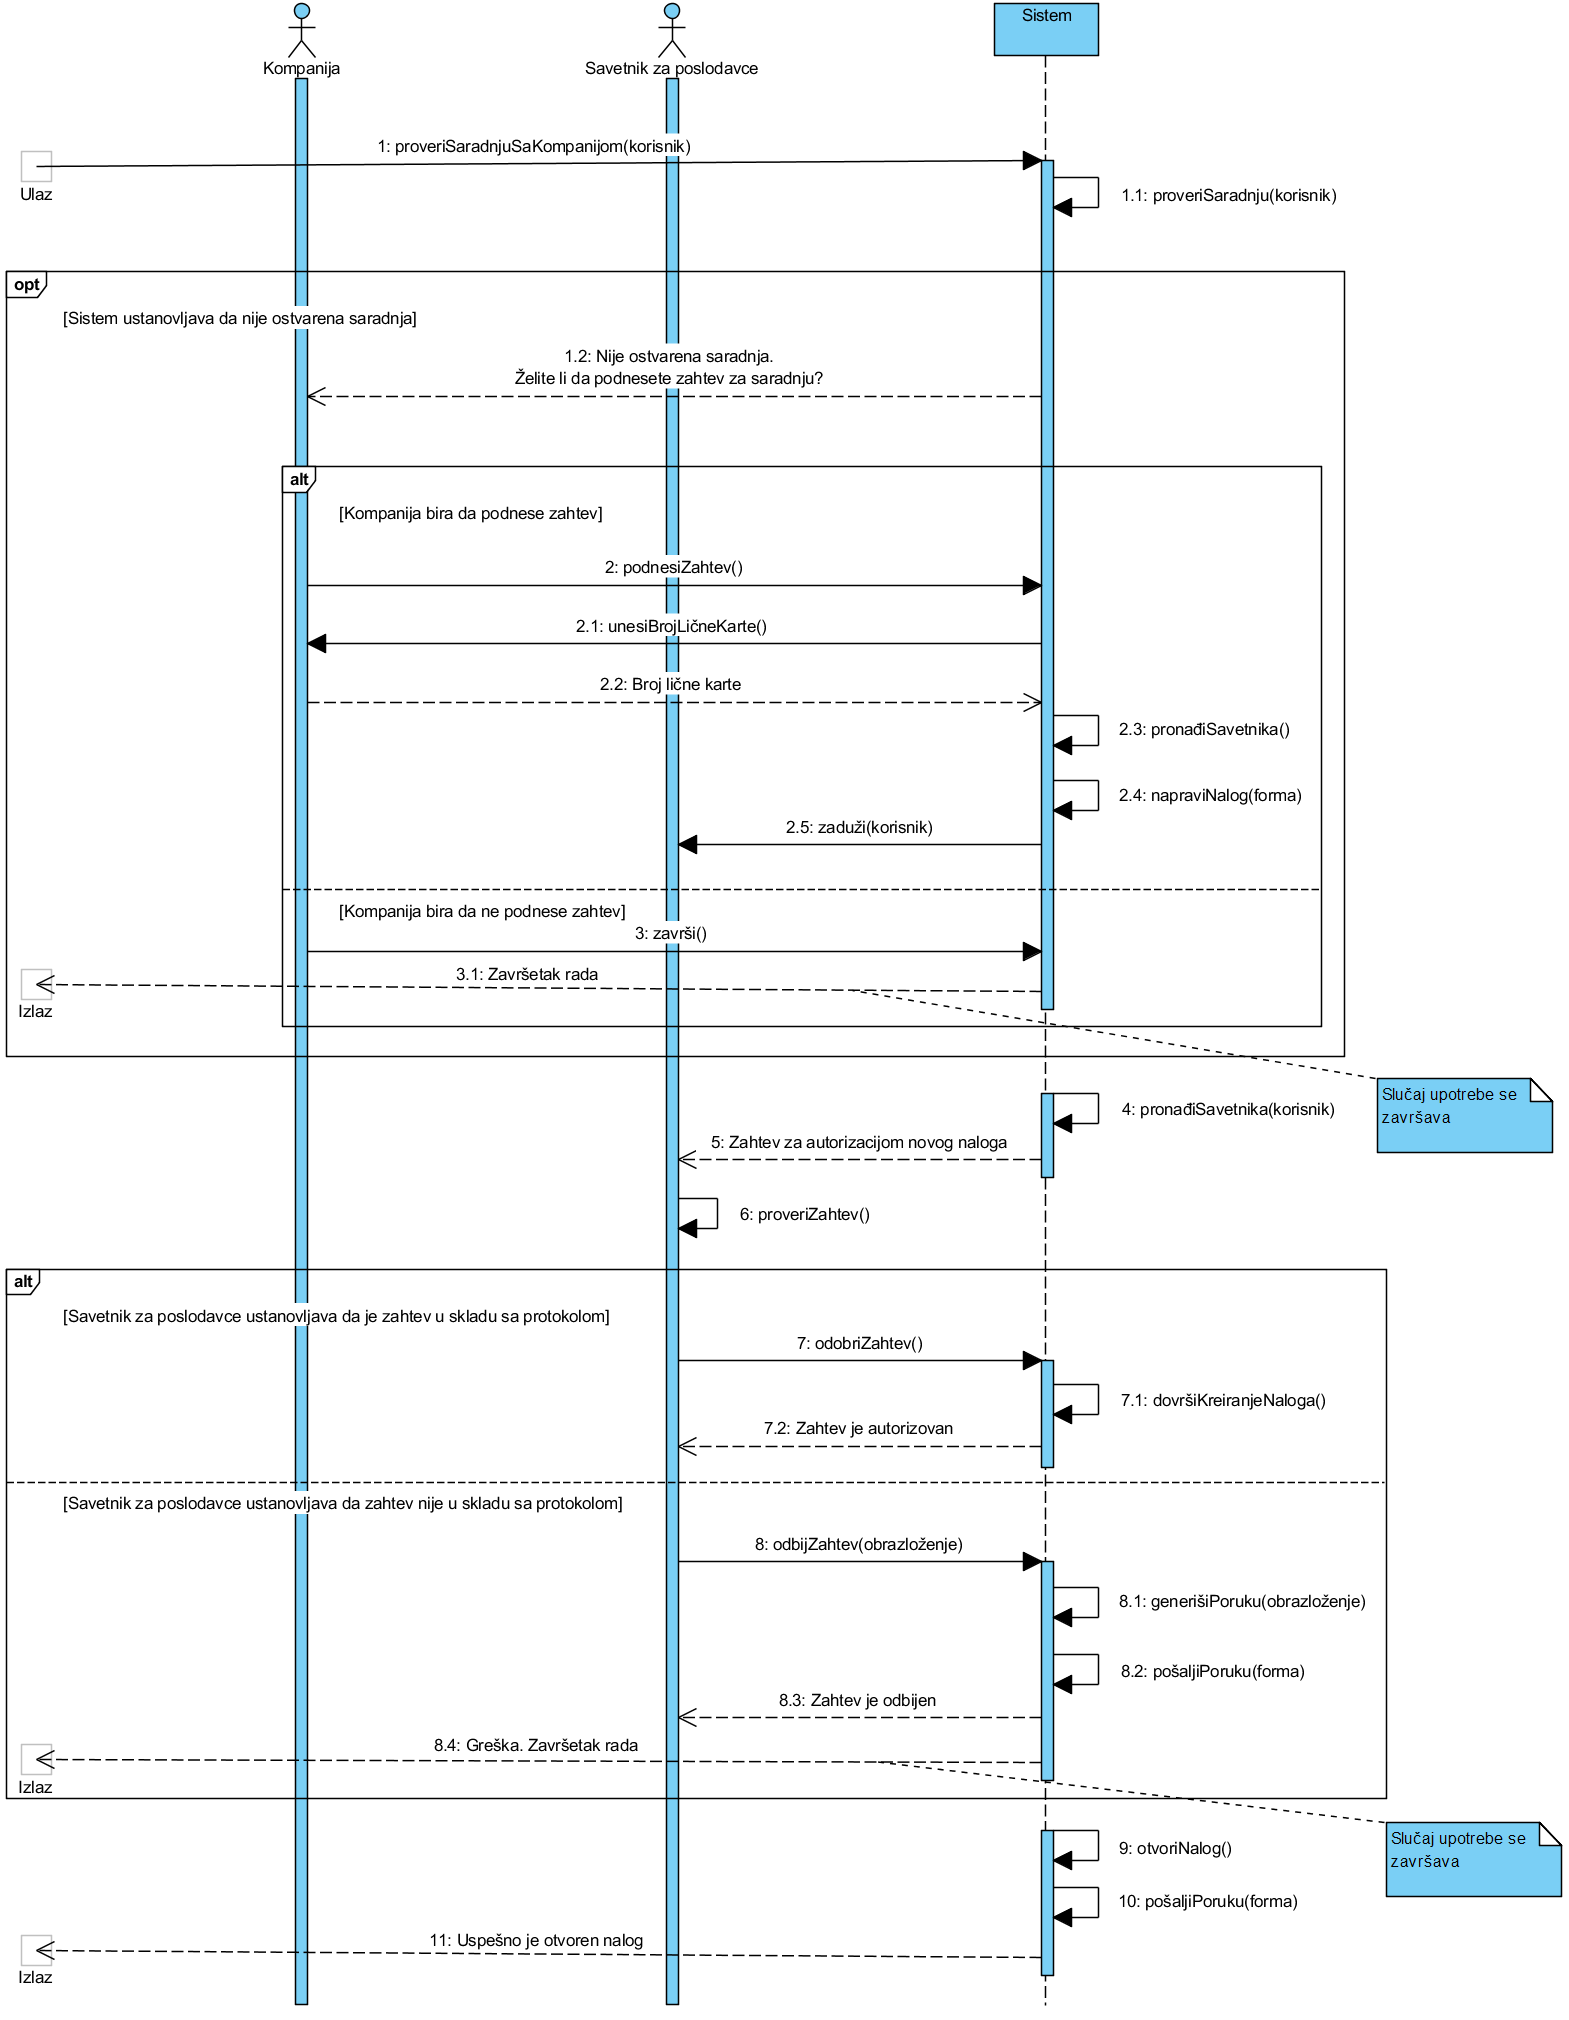 Kompanija
Savetnik za poslodavce
Sistem
1: proveriSaradnjuSaKompanijom(korisnik)
Ulaz
1.1: proveriSaradnju(korisnik)
opt
[Sistem ustanovljava da nije ostvarena saradnja]
1.2: Nije ostvarena saradnja.
Želite li da podnesete zahtev za saradnju?
alt
[Kompanija bira da podnese zahtev]
2: podnesiZahtev()
2.1: unesiBrojLičneKarte()
2.2: Broj lične karte
2.3: pronađiSavetnika()
2.4: napraviNalog(forma)
2.5: zaduži(korisnik)
[Kompanija bira da ne podnese zahtev]
3: završi()
3.1: Završetak rada
Izlaz
Slučaj upotrebe se
završava
4: pronađiSavetnika(korisnik)
5: Zahtev za autorizacijom novog naloga
6: proveriZahtev()
alt
[Savetnik za poslodavce ustanovljava da je zahtev u skladu sa protokolom]
7: odobriZahtev()
7.1: dovršiKreiranjeNaloga()
7.2: Zahtev je autorizovan
[Savetnik za poslodavce ustanovljava da zahtev nije u skladu sa protokolom]
8: odbijZahtev(obrazloženje)
8.1: generišiPoruku(obrazloženje)
8.2: pošaljiPoruku(forma)
8.3: Zahtev je odbijen
8.4: Greška. Završetak rada
Izlaz
Slučaj upotrebe se
završava
9: otvoriNalog()
10: pošaljiPoruku(forma)
11: Uspešno je otvoren nalog
Izlaz